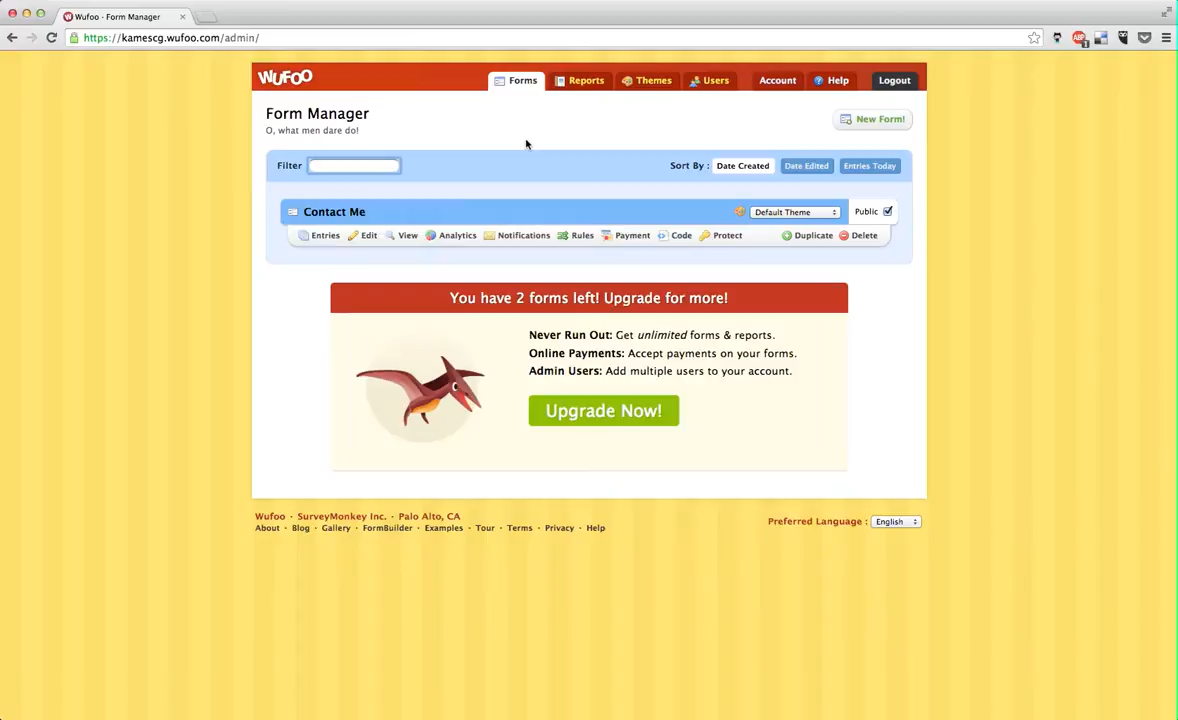 Wufoo · Form Manager
https://kamescg.wufoo.com/admin/
WUFOO
Forms
Reports
Themes
Users
Account
Help
Logout
Form Manager
O, what men dare do!
New Form!
Filter
Sort By :
Date Created
Date Edited
Entries Today
Contact Me
Default Theme
Public
Entries
Edit
View
Analytics
Notifications
Rules
Payment
Code
Protect
Duplicate
Delete
You have 2 forms left! Upgrade for more!
Never Run Out: Get unlimited forms & reports.
Online Payments: Accept payments on your forms.
Admin Users: Add multiple users to your account.
Upgrade Now!
Wufoo · SurveyMonkey Inc. · Palo Alto, CA
About · Blog · Gallery · FormBuilder · Examples · Tour · Terms · Privacy · Help
Preferred Language :
English